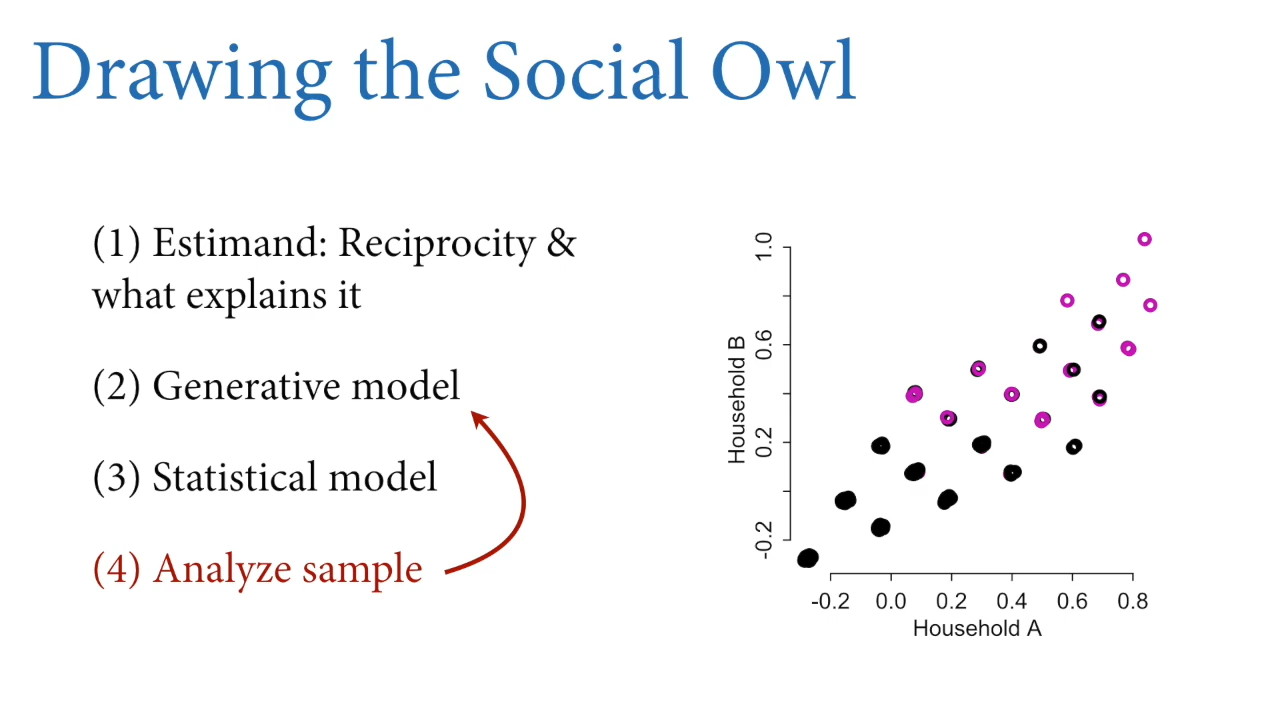 Drawing the Social Owl
(1) Estimand: Reciprocity &
what explains it
(2) Generative model
(3) Statistical model
(4) Analyze sample
1.0
0.6
0.2
-0.2
Household B
-0.2 0.0 0.2 0.4 0.6 0.8
Household A